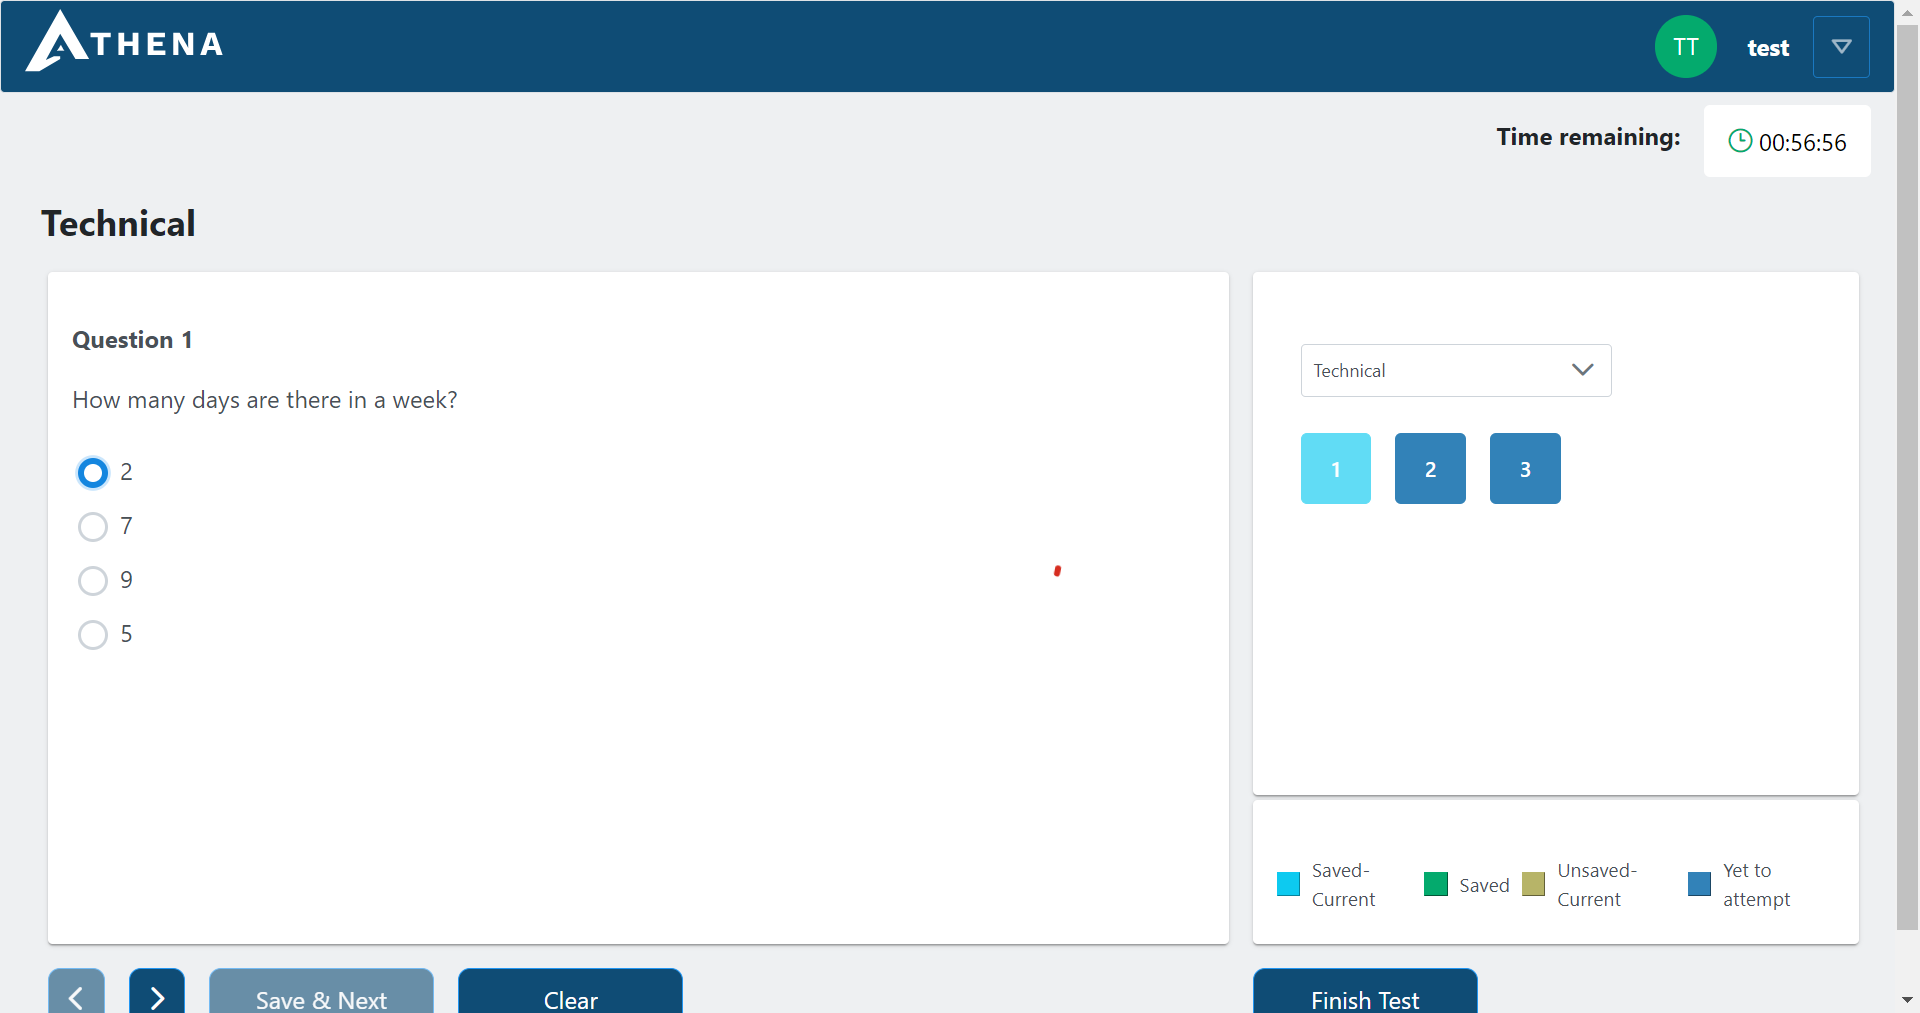 ATHENA
TT
test
Time remaining:
00:56:56
Technical
Question 1
How many days are there in a week?
2
7
9
5
Technical
1 2 3
Saved-
Current
Saved
Unsaved-
Current
Yet to
attempt
Save & Next
Clear
Finish Test